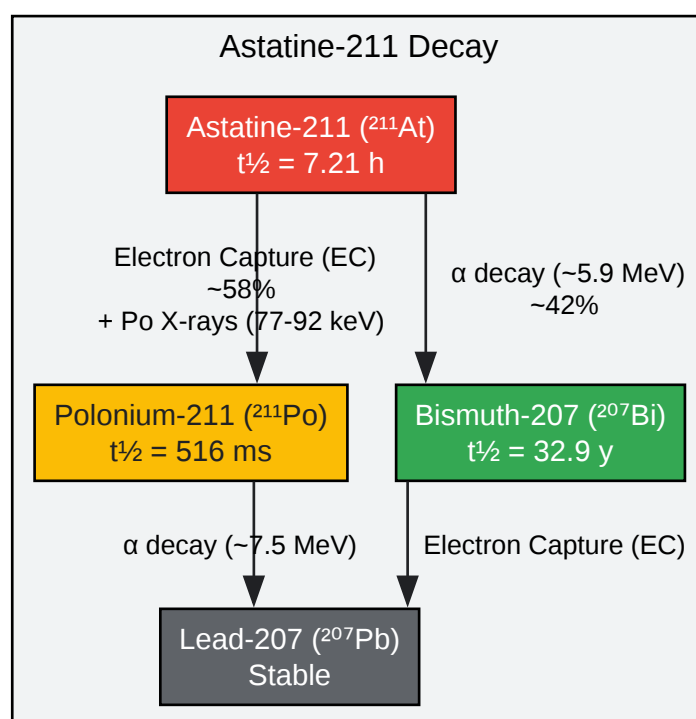 Astatine-211 Decay
Astatine-211 (²¹¹At)
t½ = 7.21 h
Electron Capture (EC)
~58%
+ Po X-rays (77-92 keV)
α decay (~5.9 MeV)
~42%
Polonium-211 (²¹¹Po)
t½ = 516 ms
Bismuth-207 (²⁰⁷Bi)
t½ = 32.9 y
α decay (~7.5 MeV)
Electron Capture (EC)
Lead-207 (²⁰⁷Pb)
Stable